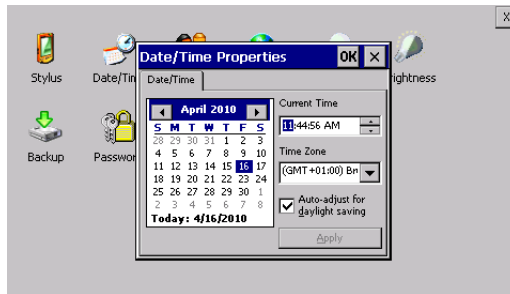 X
Date/Time Properties OK ×
Stylus
Date/Tin
ightness
Backup
Passwor
Date/Time
April 2010
S M T W T F S
28 29 30 31 1 2 3
4 5 6 7 8 9 10
11 12 13 14 15 16 17
18 19 20 21 22 23 24
25 26 27 28 29 30 1
2 3 4 5 6 7 8
Today: 4/16/2010
Current Time
11:44:56 AM
Time Zone
(GMT+01:00) Br
Auto-adjust for
daylight saving
Apply